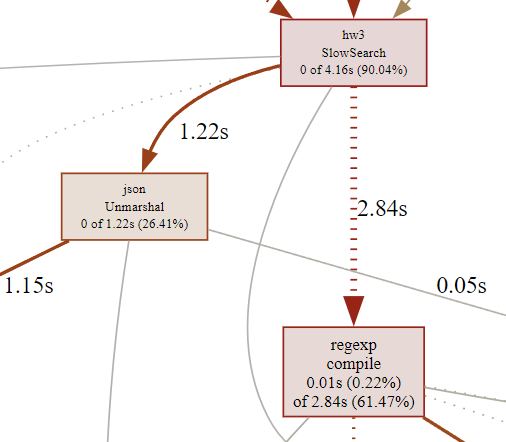 hw3
SlowSearch
0 of 4.16s (90.04%)
1.22s
json
Unmarshal
0 of 1.22s (26.41%)
2.84s
1.15s
0.05s
regexp
compile
0.01s (0.22%)
of 2.84s (61.47%)